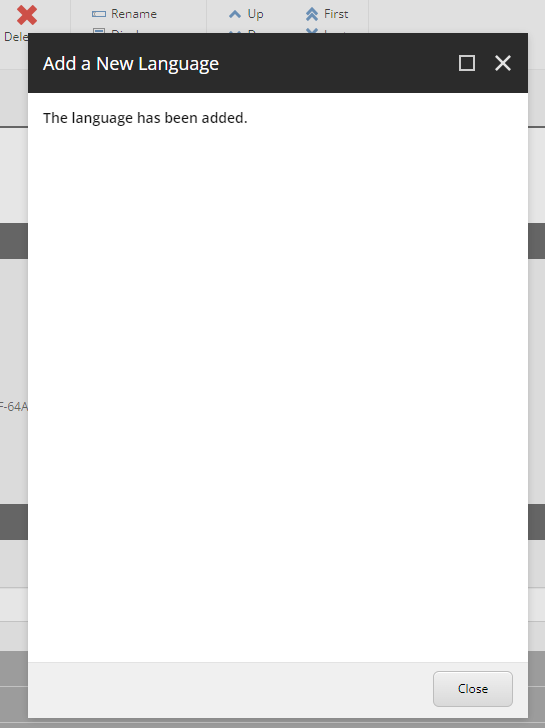 Rename
Up
First
Dele
Add a New Language
The language has been added.
F-64A
Close